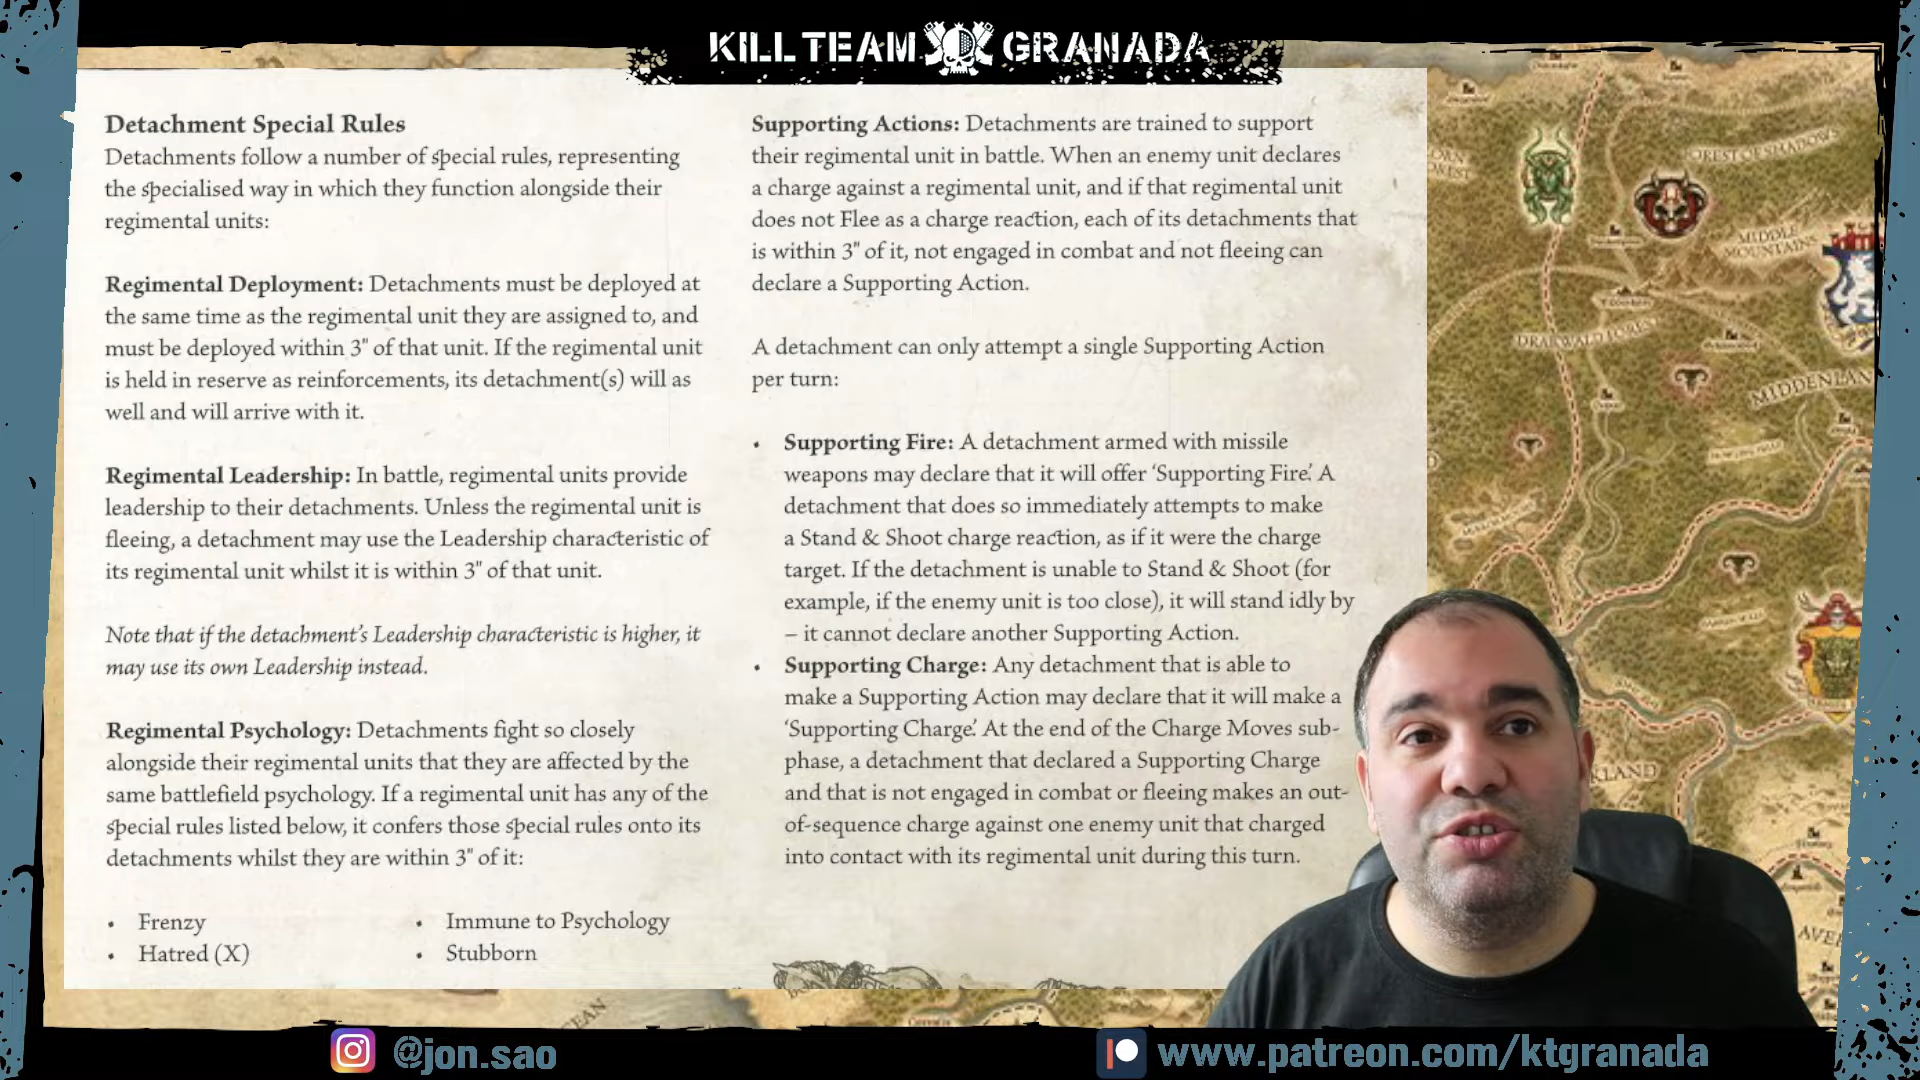 KILL TEAM GRANADA
Detachment Special Rules
Detachments follow a number of special rules, representing
the specialised way in which they function alongside their
regimental units:
Regimental Deployment: Detachments must be deployed at
the same time as the regimental unit they are assigned to, and
must be deployed within 3" of that unit. If the regimental unit
is held in reserve as reinforcements, its detachment(s) will as
well and will arrive with it.
Regimental Leadership: In battle, regimental units provide
leadership to their detachments. Unless the regimental unit is
fleeing, a detachment may use the Leadership characteristic of
its regimental unit whilst it is within 3" of that unit.
Note that if the detachment's Leadership characteristic is higher, it
may use its own Leadership instead.
Regimental Psychology: Detachments fight so closely
alongside their regimental units that they are affected by the
same battlefield psychology. If a regimental unit has any of the
special rules listed below, it confers those special rules onto its
detachments whilst they are within 3" of it:
• Frenzy
• Hatred (X)
• Immune to Psychology
• Stubborn
Supporting Actions: Detachments are trained to support
their regimental unit in battle. When an enemy unit declares
a charge against a regimental unit, and if that regimental unit
does not Flee as a charge reaction, each of its detachments that
is within 3" of it, not engaged in combat and not fleeing can
declare a Supporting Action.
A detachment can only attempt a single Supporting Action
per turn:
• Supporting Fire: A detachment armed with missile
weapons may declare that it will offer 'Supporting Fire'. A
detachment that does so immediately attempts to make
a Stand & Shoot charge reaction, as if it were the charge
target. If the detachment is unable to Stand & Shoot (for
example, if the enemy unit is too close), it will stand idly by
– it cannot declare another Supporting Action.
• Supporting Charge: Any detachment that is able to
make a Supporting Action may declare that it will make a
'Supporting Charge'. At the end of the Charge Moves sub-
phase, a detachment that declared a Supporting Charge
and that is not engaged in combat or fleeing makes an out-
of-sequence charge against one enemy unit that charged
into contact with its regimental unit during this turn.
FOREST OF SHADOWS
MIDDLE
MOUNTAINS
DRAKWALD FOREST
MIDDENLAN
KLAND
AVE
EAN
@jon.sao
www.patreon.com/ktgranada